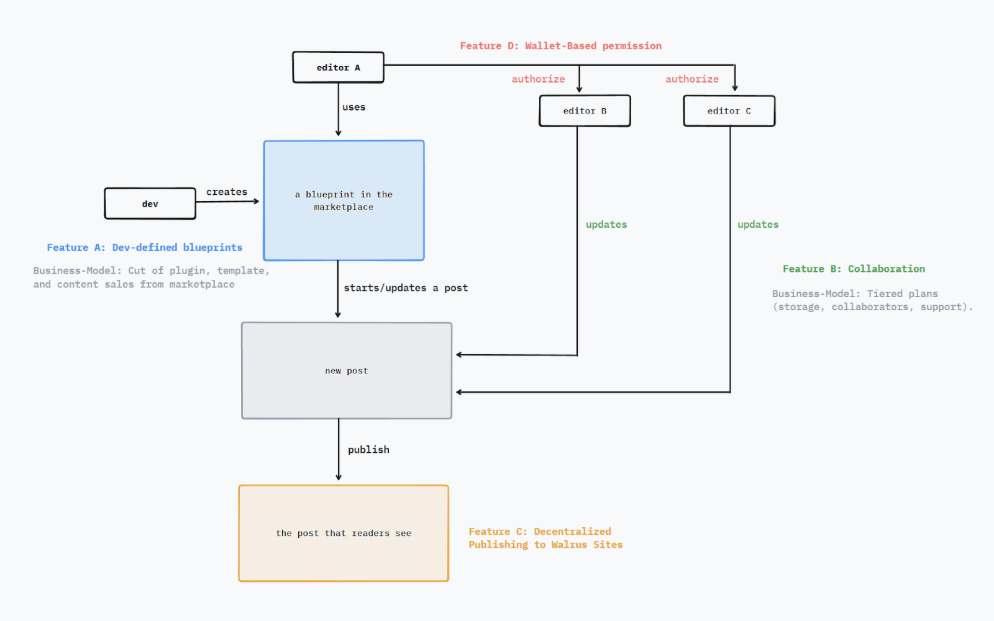 Feature D: Wallet-Based permission
editor A
authorize
authorize
uses
editor B
editor C
a blueprint in the
marketplace
creates
dev
updates
updates
Feature A: Dev-defined blueprints
Business-Model: Cut of plugin, template,
and content sales from marketplace
Feature B: Collaboration
Business-Model: Tiered plans
(storage, collaborators, support).
starts/updates a post
new post
publish
the post that readers see
Feature C: Decentralized
Publishing to Walrus Sites